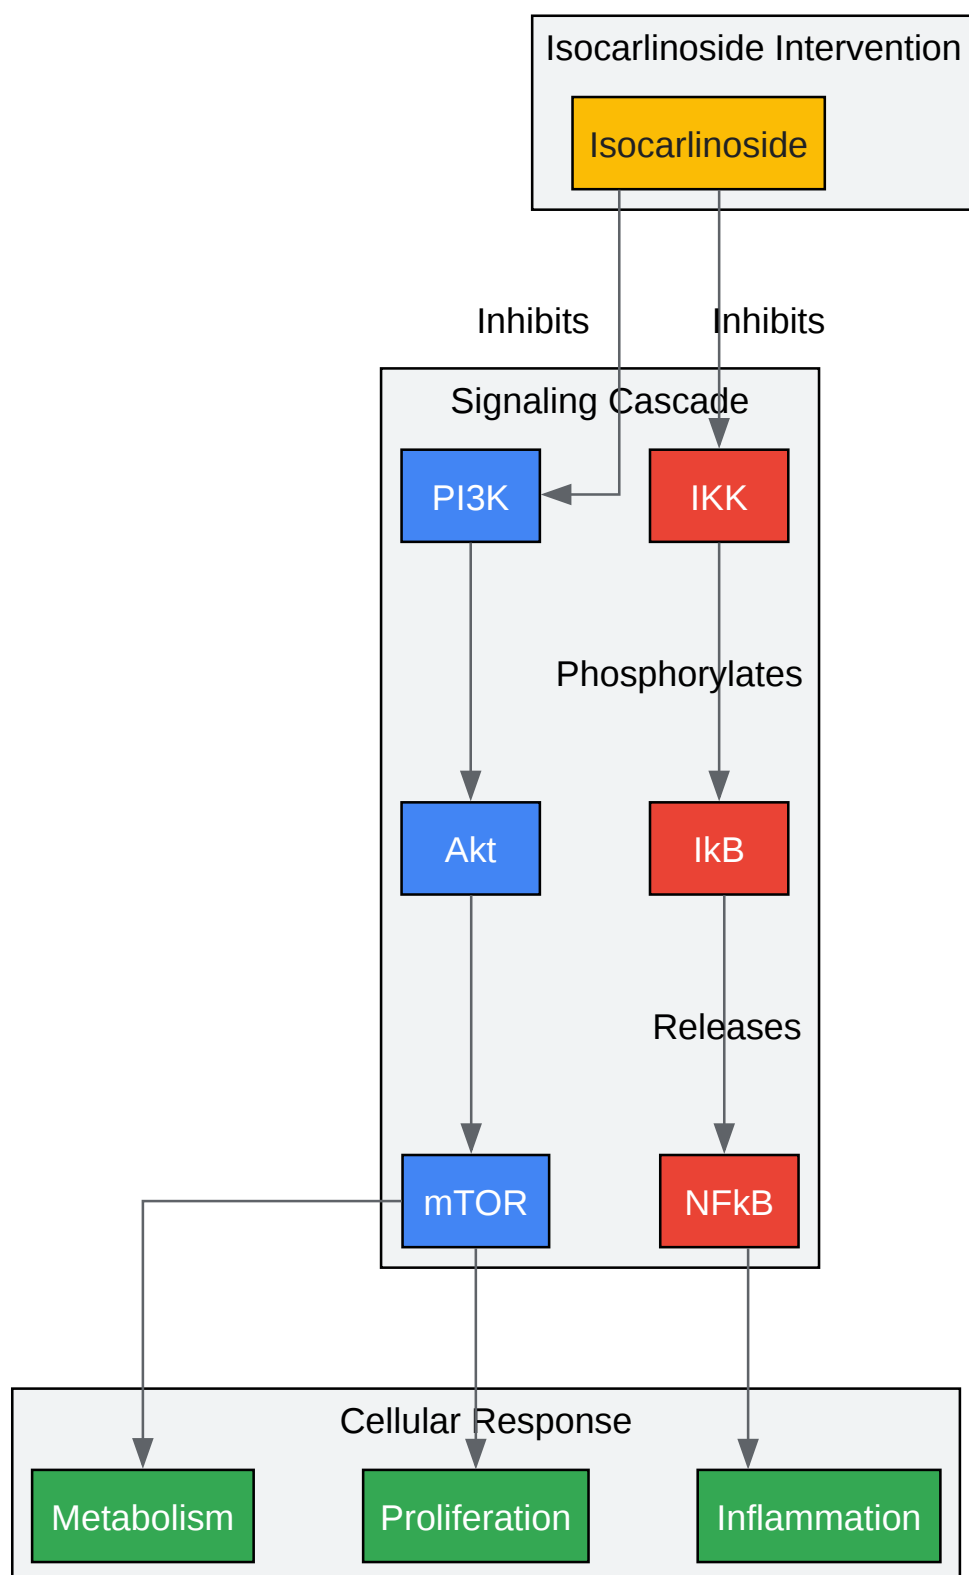 Isocarlinoside Intervention
Isocarlinoside
Inhibits
Inhibits
Signaling Cascade
PI3K
IKK
Phosphorylates
Akt
IkB
Releases
mTOR
NFkB
Cellular Response
Metabolism
Proliferation
Inflammation